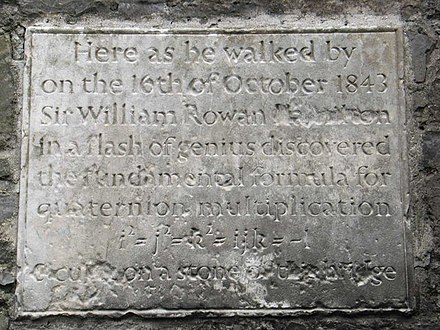 Here as he walked by
on the 16th of October 1843
Sir William Rowan Hamilton
in a flash of genius discovered
the fundamental formula for
quaternion multiplication
i² = j² = k² = ijk = -1
& cut it on a stone of this bridge